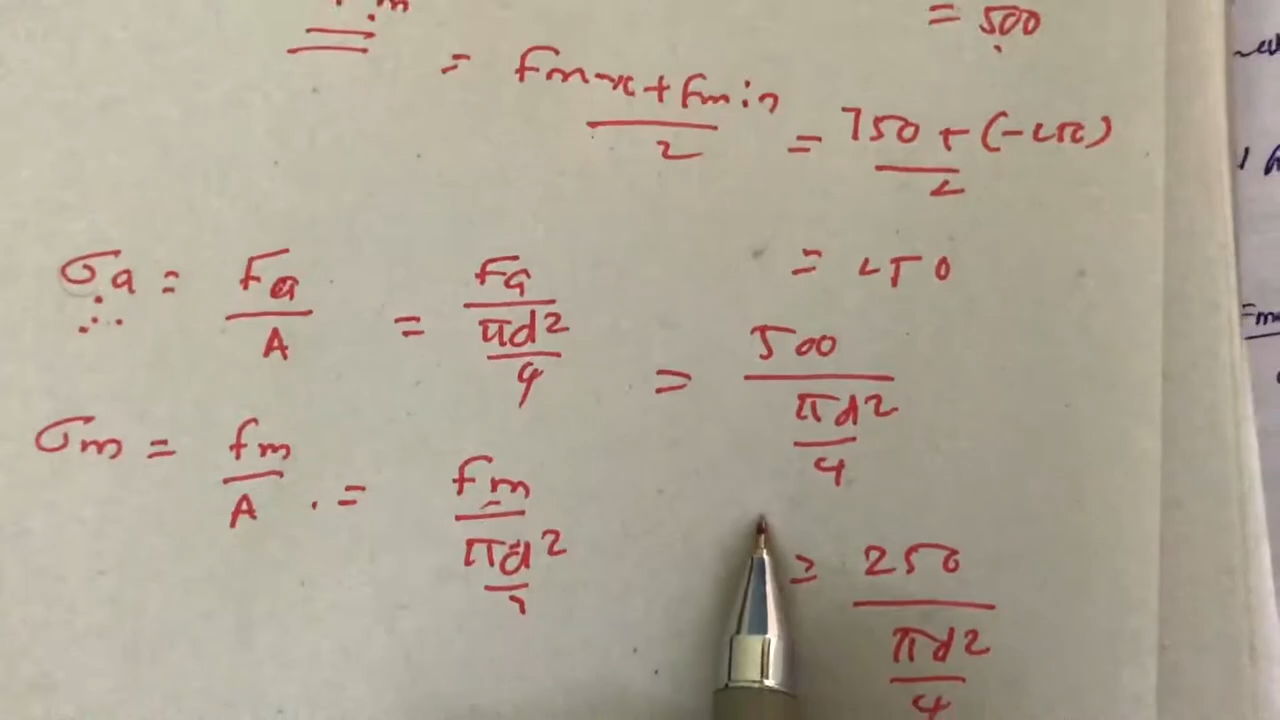 = 500
= Fmax + Fmin / 2 = 750 + (-250) / 2
= 250
σa = Fa / A = Fa / πd² / 4 = 500 / πd² / 4
σm = fm / A . = Fm / πd² / 4 = 250 / πd² / 4